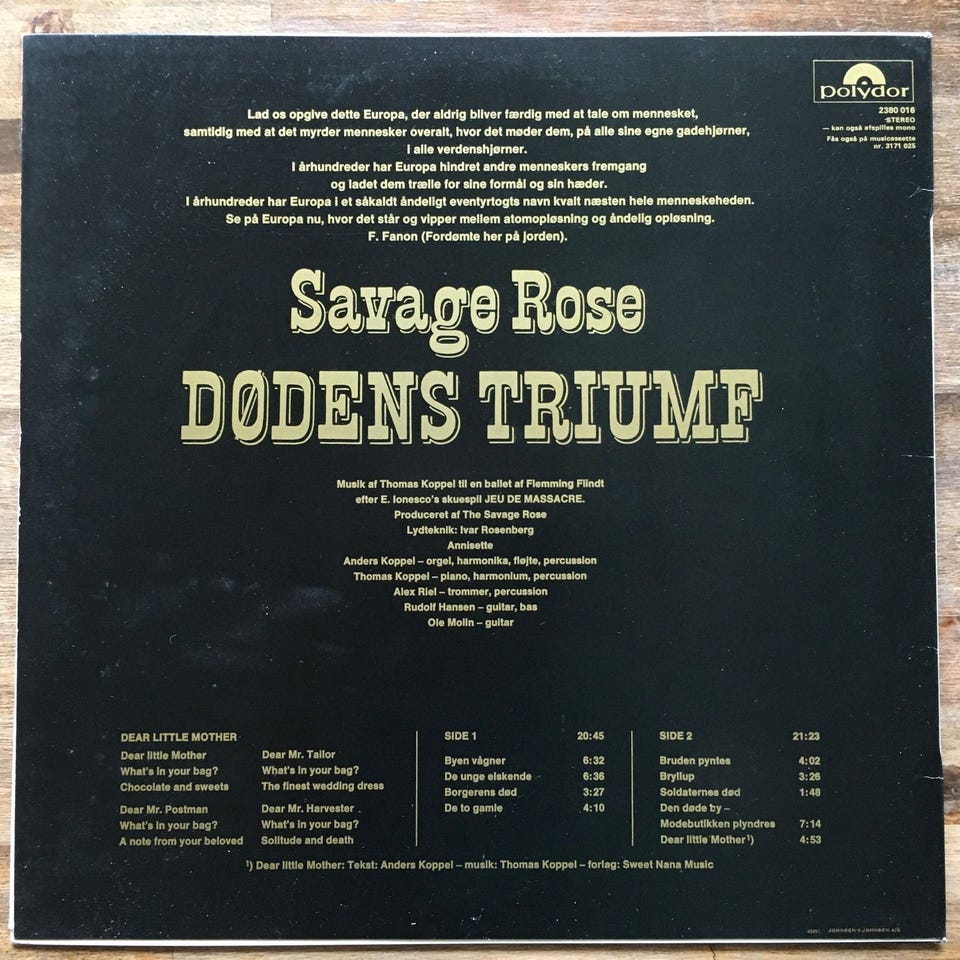 polydor
2380 016
STEREO
— kan også afspilles mono
Fås også på musicassette
nr. 3171 025
Lad os opgive dette Europa, der aldrig bliver færdig med at tale om mennesket,
samtidig med at det myrder mennesker overalt, hvor det møder dem, på alle sine egne gadehjørner,
i alle verdenshjørner.
I århundreder har Europa hindret andre menneskers fremgang
og ladet dem trælle for sine formål og sin hæder.
I århundreder har Europa i et såkaldt åndeligt eventyrtogts navn kvalt næsten hele menneskeheden.
Se på Europa nu, hvor det står og vipper mellem atomopløsning og åndelig opløsning.
F. Fanon (Fordømte her på jorden).
Savage Rose
DØDENS TRIUMF
Musik af Thomas Koppel til en ballet af Flemming Flindt
efter E. Ionesco's skuespil JEU DE MASSACRE.
Produceret af The Savage Rose
Lydteknik: Ivar Rosenberg
Annisette
Anders Koppel – orgel, harmonika, fløjte, percussion
Thomas Koppel – piano, harmonium, percussion
Alex Riel – trommer, percussion
Rudolf Hansen – guitar, bas
Ole Molin – guitar
DEAR LITTLE MOTHER
Dear little Mother
What's in your bag?
Chocolate and sweets
Dear Mr. Postman
What's in your bag?
A note from your beloved
Dear Mr. Tailor
What's in your bag?
The finest wedding dress
Dear Mr. Harvester
What's in your bag?
Solitude and death
SIDE 1 20:45
Byen vågner 6:32
De unge elskende 6:36
Borgerens død 3:27
De to gamle 4:10
SIDE 2 21:23
Bruden pyntes 4:02
Bryllup 3:26
Soldaternes død 1:48
Den døde by –
Modebutikken plyndres 7:14
Dear little Mother¹) 4:53
¹) Dear little Mother: Tekst: Anders Koppel – musik: Thomas Koppel – forlag: Sweet Nana Music
JOHNSEN+JOHNSEN A/S